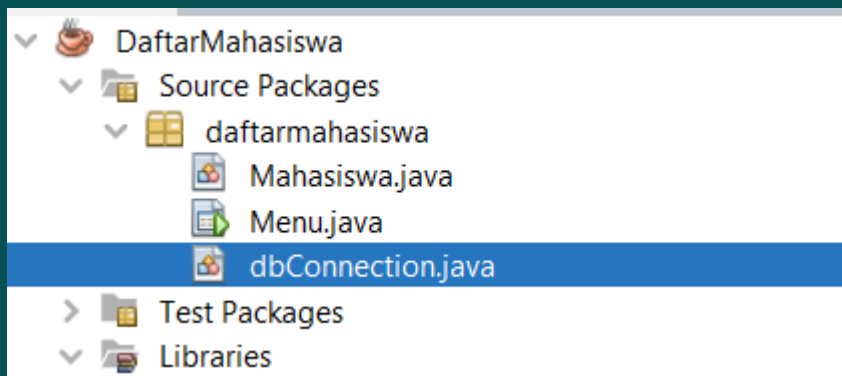 DaftarMahasiswa
Source Packages
daftarmahasiswa
Mahasiswa.java
Menu.java
dbConnection.java
Test Packages
Libraries